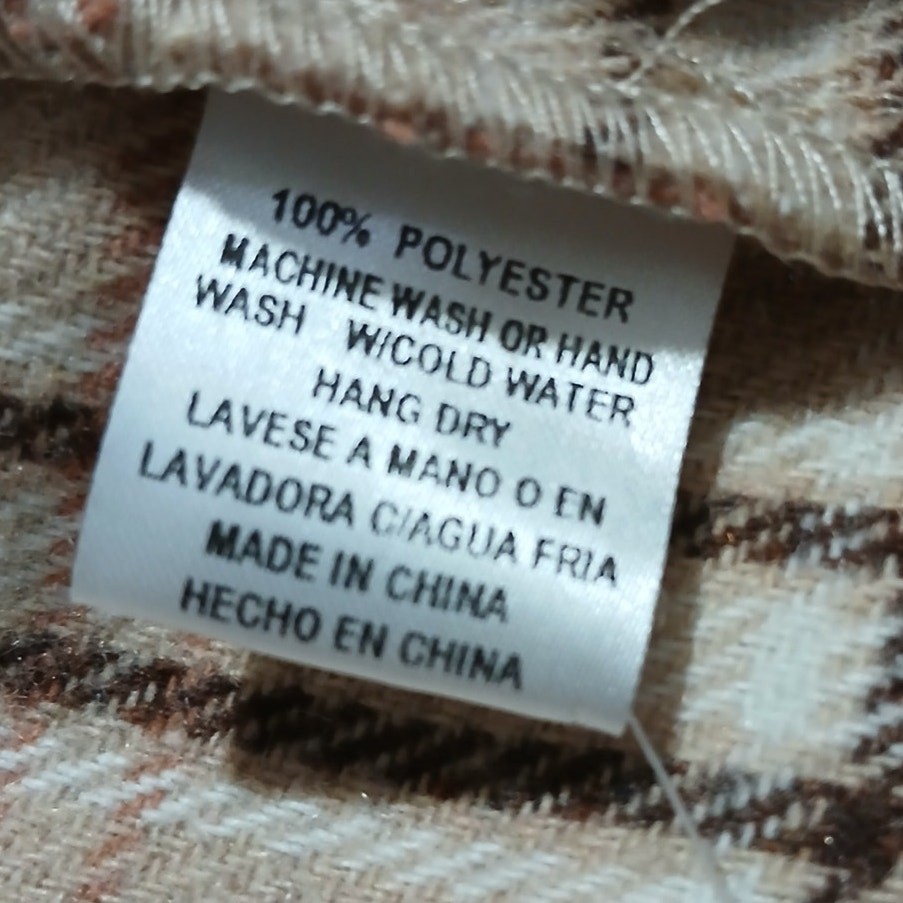 100% POLYESTER
MACHINE WASH OR HAND
WASH W/COLD WATER
HANG DRY
LAVESE A MANO O EN
LAVADORA C/AGUA FRIA
MADE IN CHINA
HECHO EN CHINA